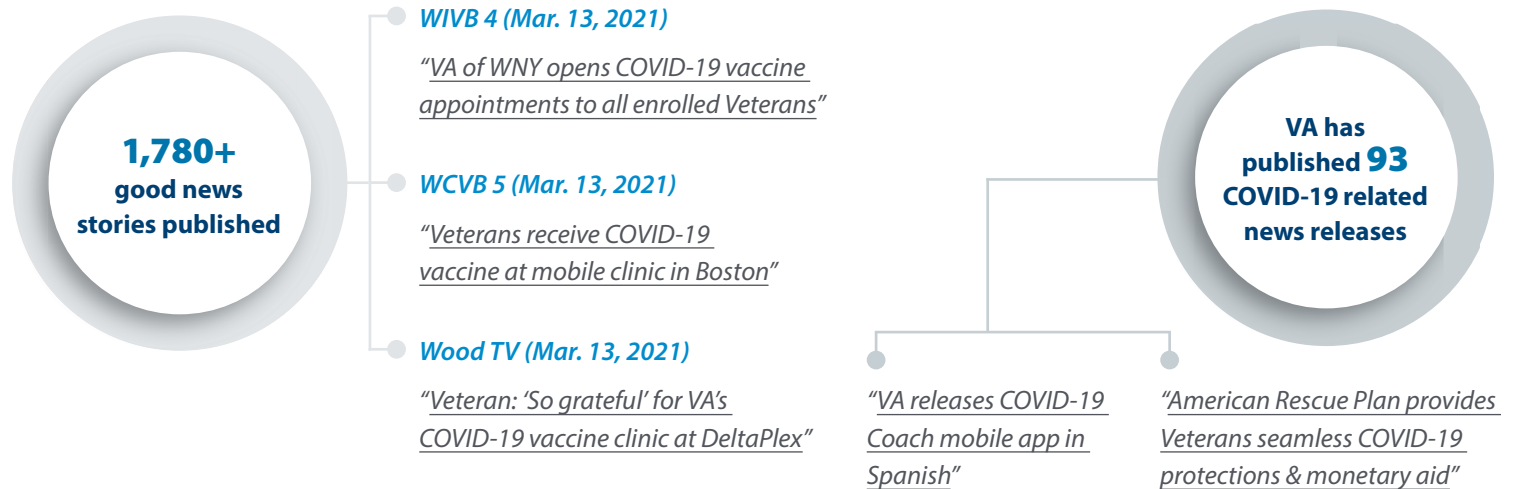 1,780+
good news
stories published
WIVB 4 (Mar. 13, 2021)
“VA of WNY opens COVID-19 vaccine
appointments to all enrolled Veterans”
WCVB 5 (Mar. 13, 2021)
“Veterans receive COVID-19
vaccine at mobile clinic in Boston”
Wood TV (Mar. 13, 2021)
“Veteran: ‘So grateful’ for VA’s
COVID-19 vaccine clinic at DeltaPlex”
VA has
published 93
COVID-19 related
news releases
“VA releases COVID-19
Coach mobile app in
Spanish”
“American Rescue Plan provides
Veterans seamless COVID-19
protections & monetary aid”